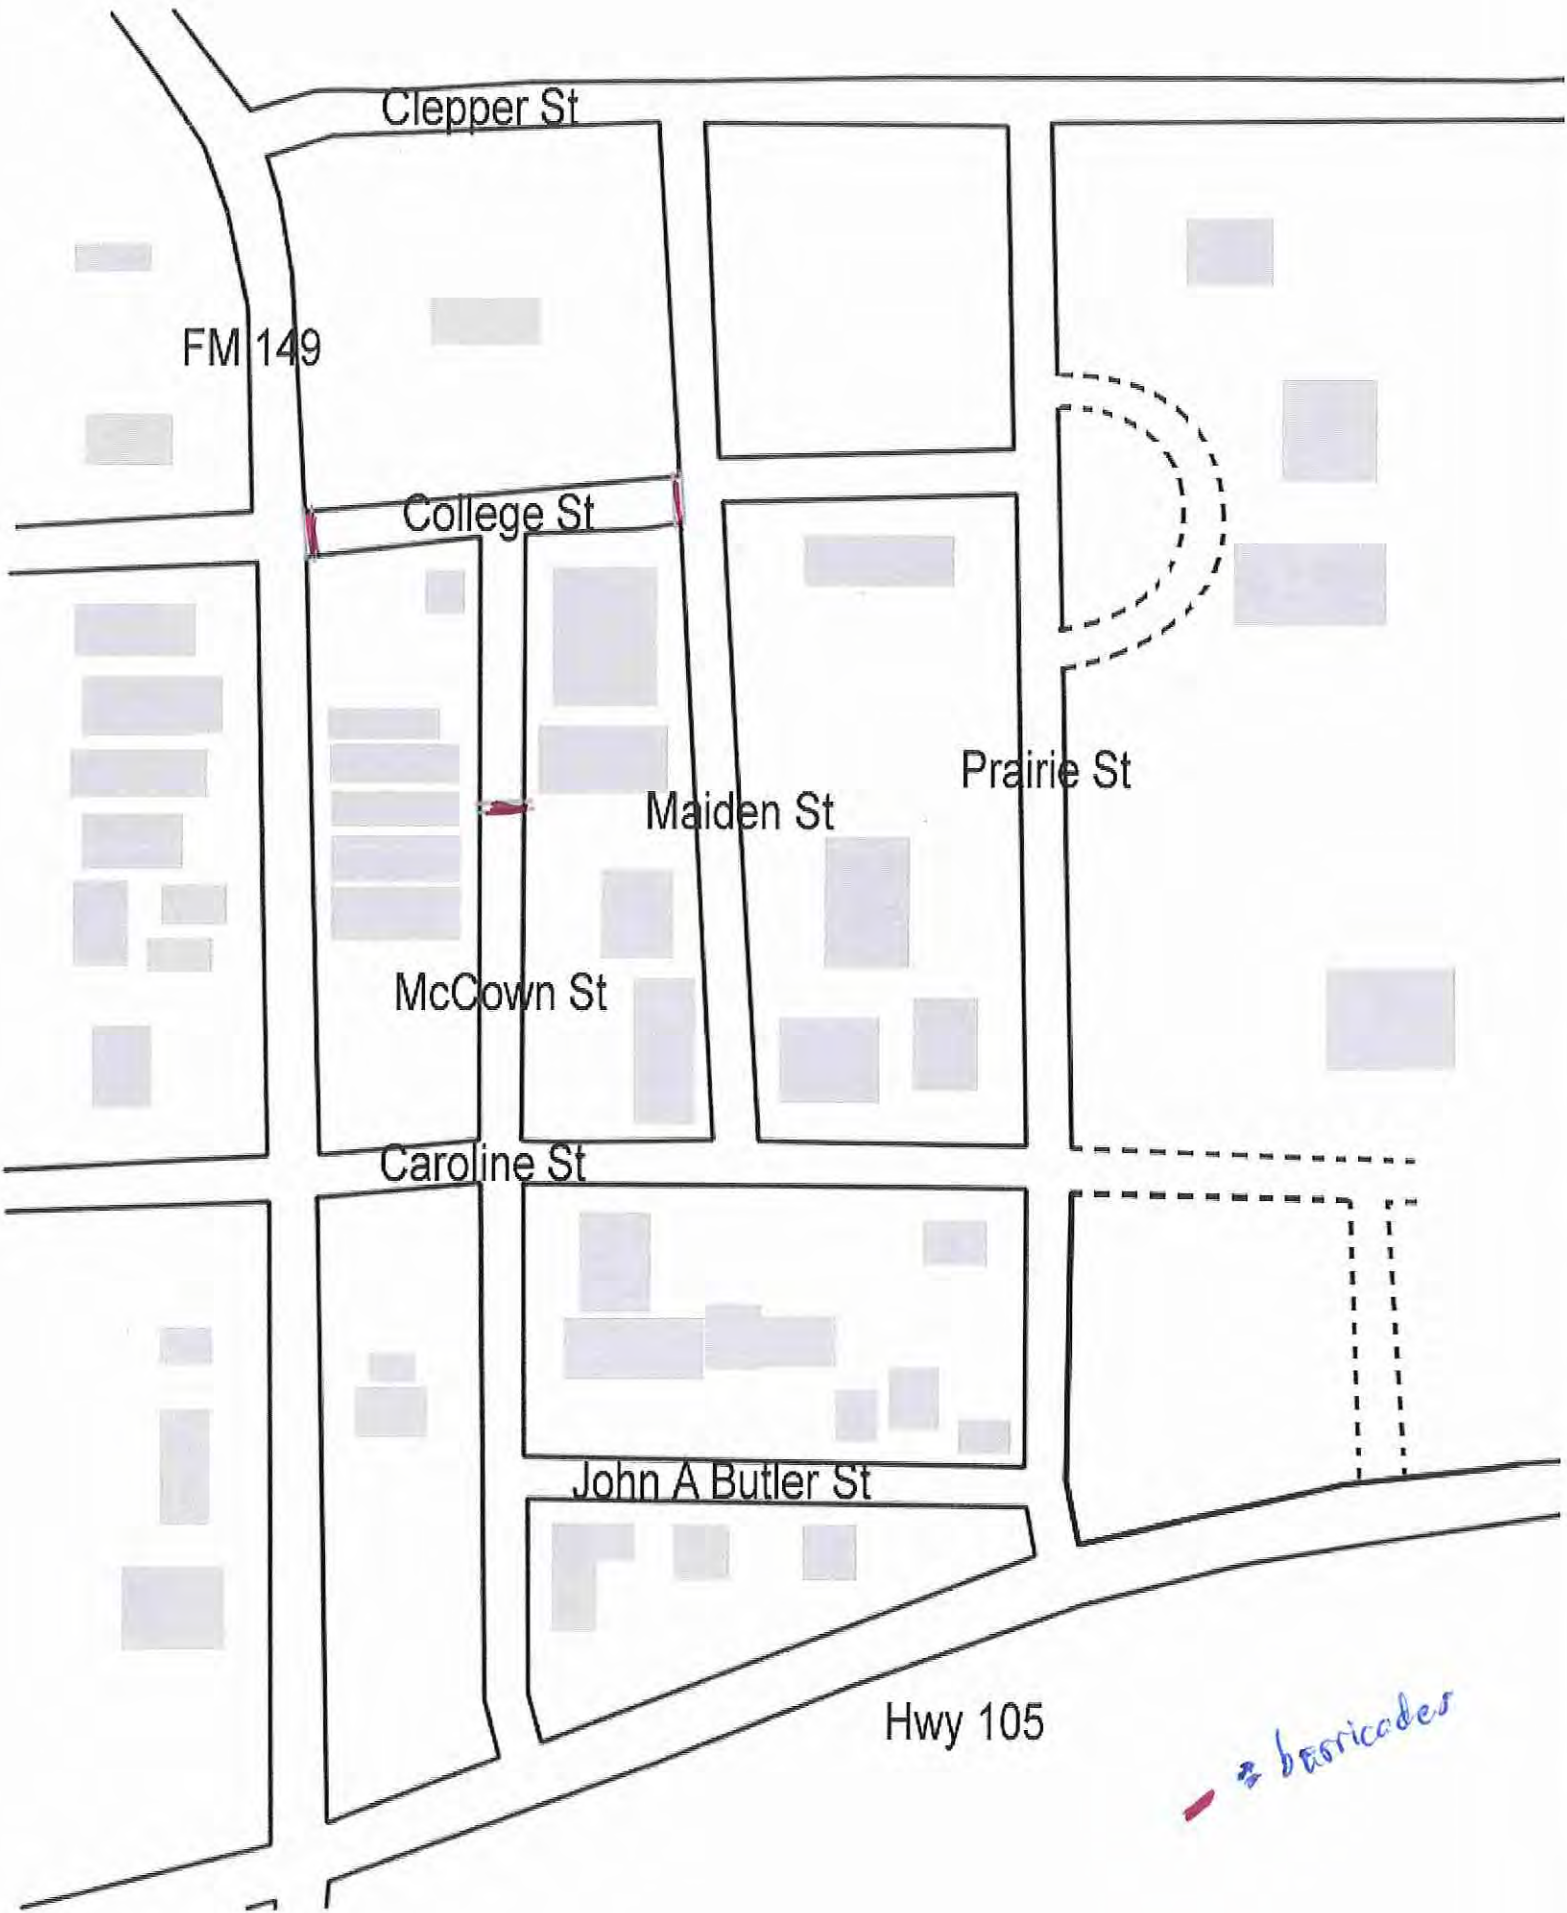 Clepper St
FM 149
College St
Prairie St
Maiden St
McCown St
Caroline St
John A Butler St
Hwy 105
= barricades